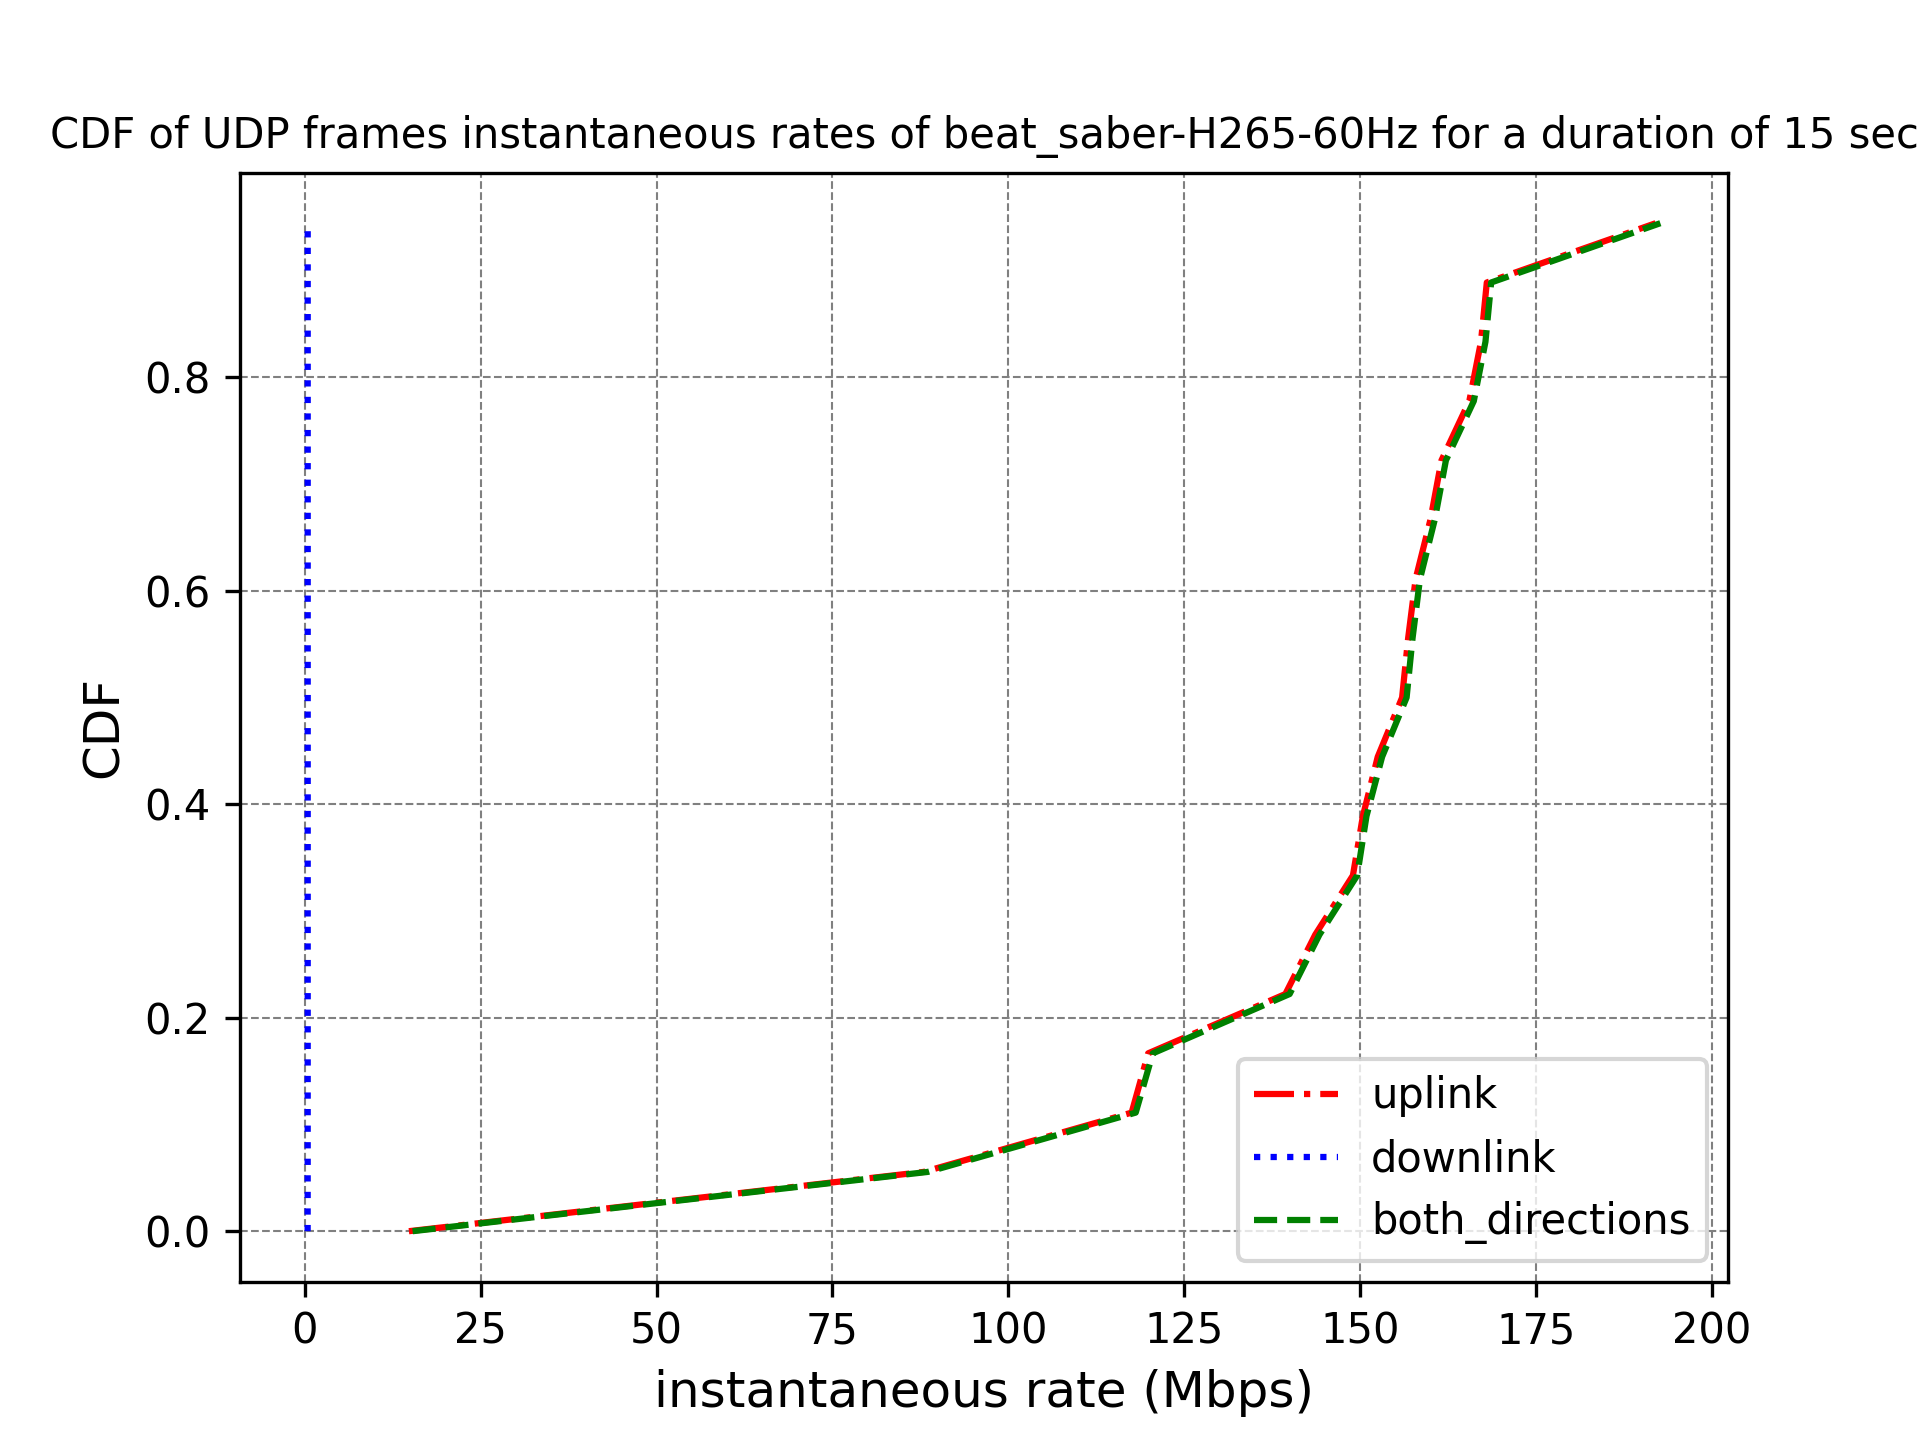 CDF of UDP frames instantaneous rates of beat_saber-H265-60Hz for a duration of 15 sec
CDF
0.8
0.6
0.4
0.2
0.0
uplink
downlink
both_directions
0 25 50 75 100 125 150 175 200
instantaneous rate (Mbps)